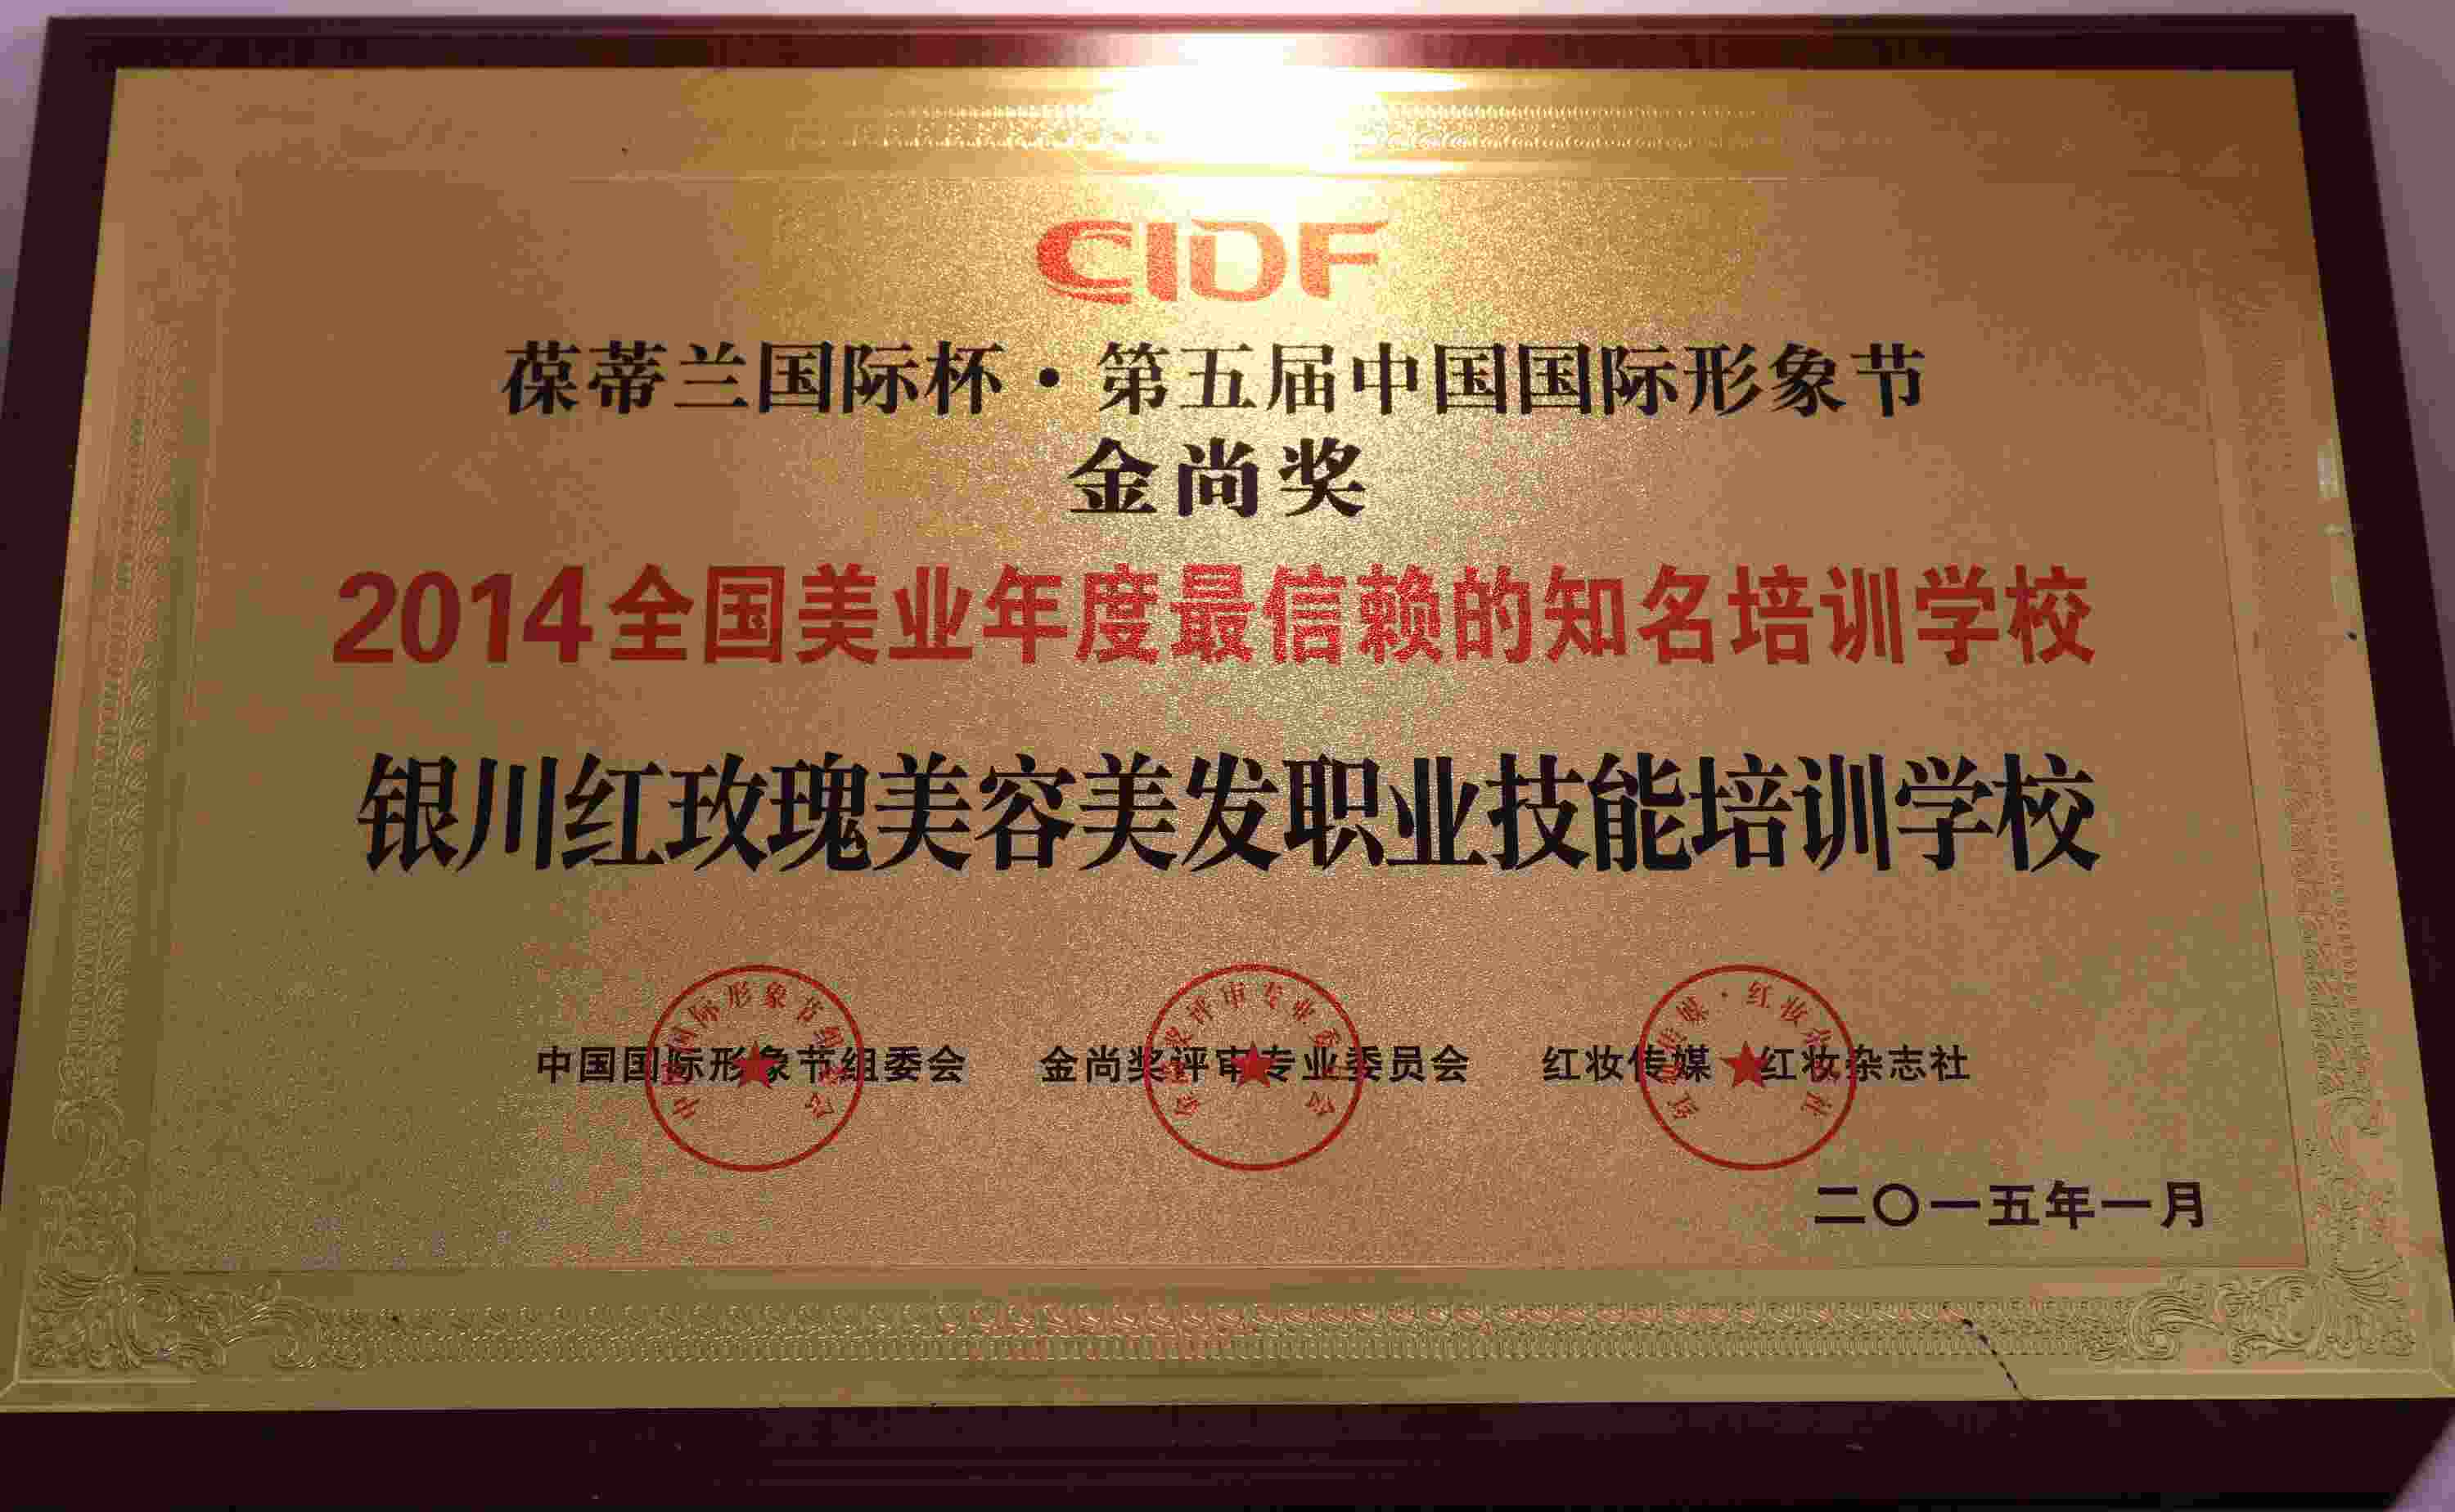 CIDF
葆蒂兰国际杯·第五届中国国际形象节
金尚奖
2014全国美业年度最信赖的知名培训学校
银川红玫瑰美容美发职业技能培训学校
中国国际形象节组委会 金尚奖评审专业委员会 红妆传媒 红妆杂志社
二〇一五年一月